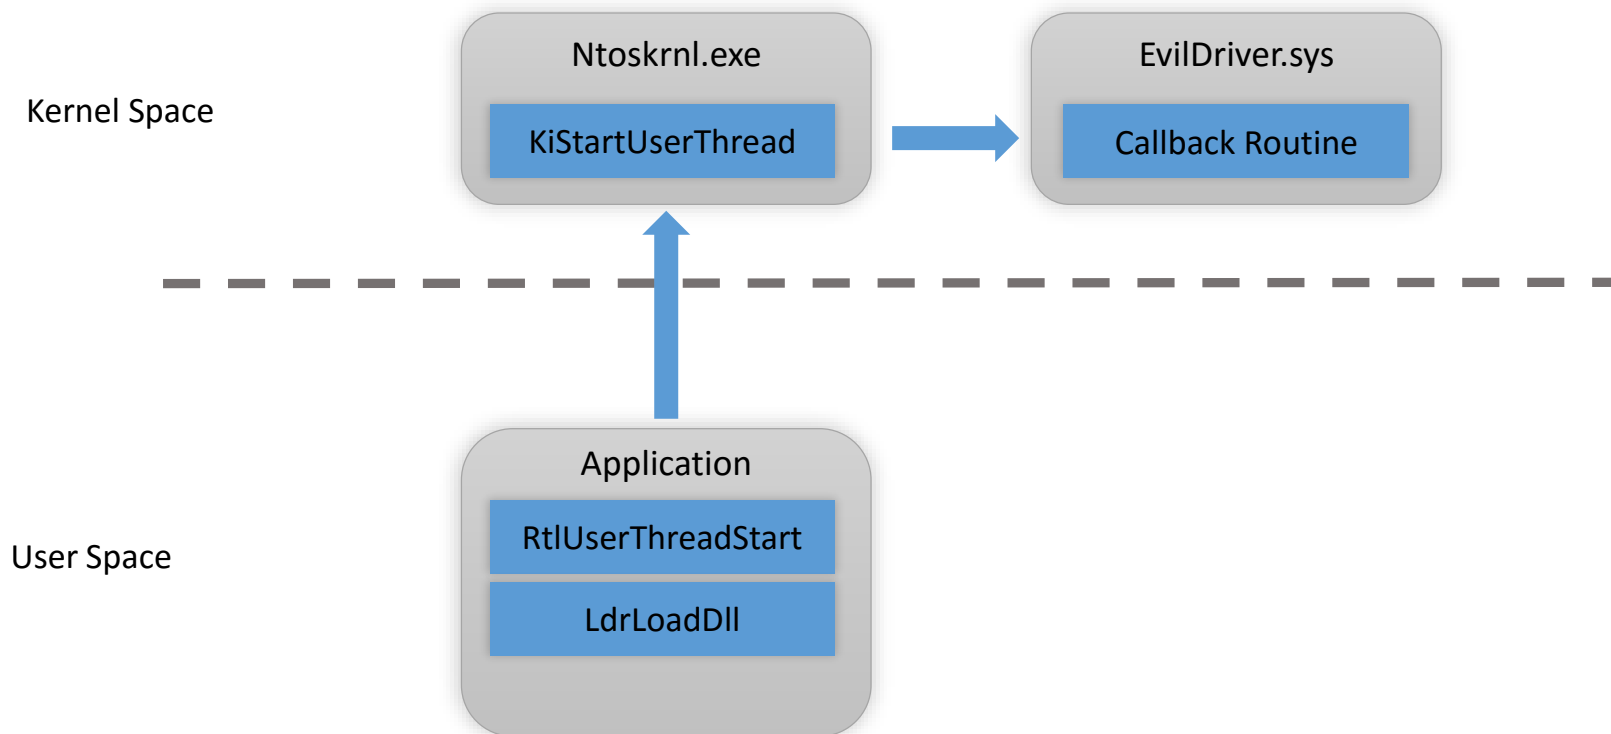 Ntoskrnl.exe
EvilDriver.sys
Kernel Space
KiStartUserThread
Callback Routine
Application
RtlUserThreadStart
User Space
LdrLoadDll